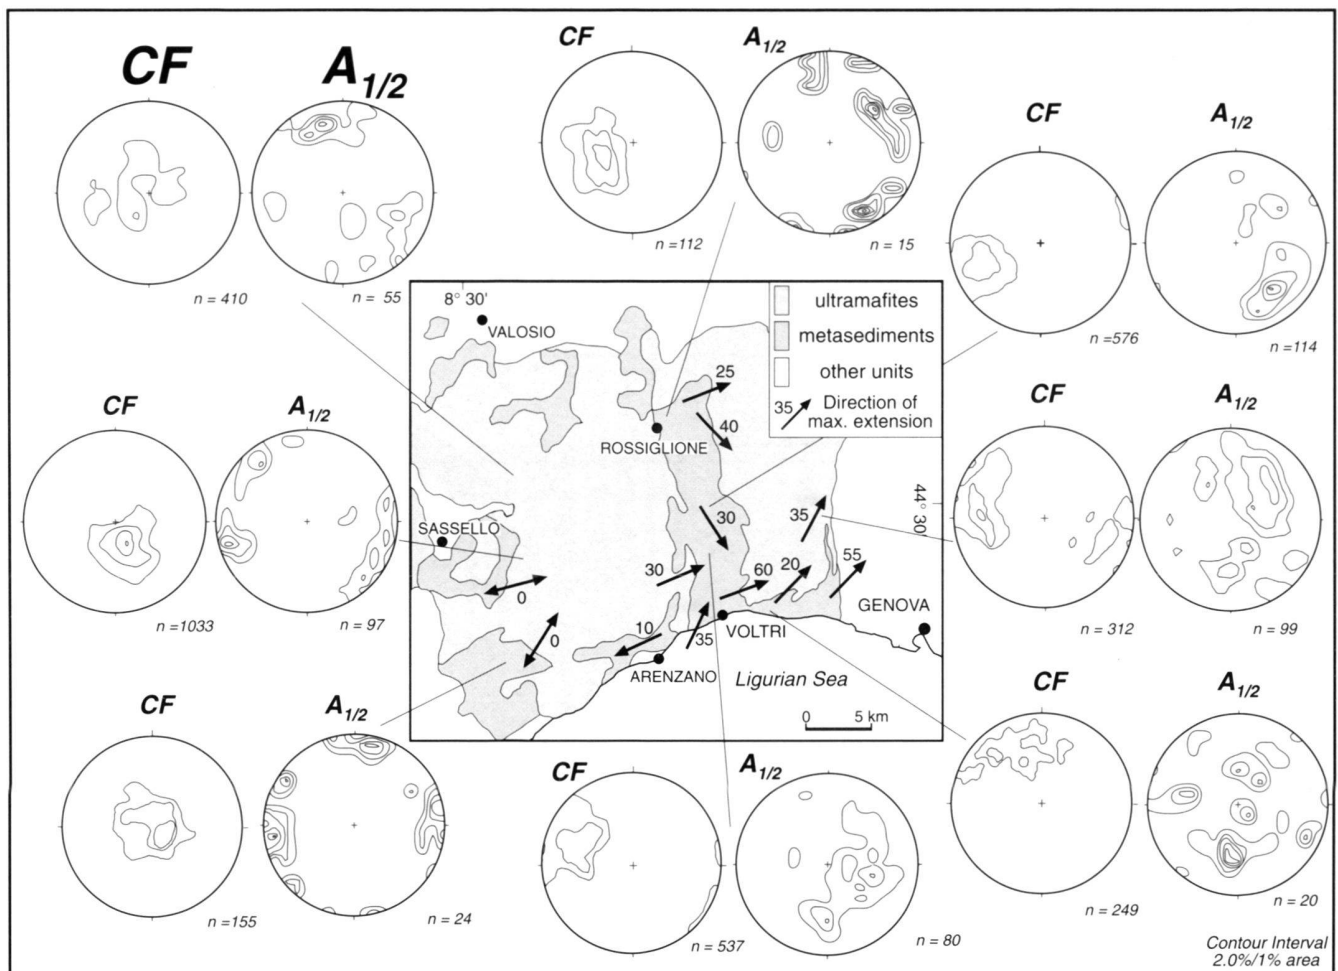 CF
A1/2
n = 410
n = 55
CF
A1/2
n =112
n = 15
CF
A1/2
n =576
n =114
CF
A1/2
n =1033
n = 97
CF
A1/2
n = 312
n = 99
CF
A1/2
n =155
n = 24
CF
A1/2
n = 537
n = 80
CF
A1/2
n = 249
n = 20
8° 30'
VALOSIO
ultramafites
metasediments
other units
35 Direction of
max. extension
25
40
ROSSIGLIONE
44° 30'
SASSELLO
30
35
0
30
60
20
55
GENOVA
0
10
35
VOLTRI
ARENZANO
Ligurian Sea
0 5 km
Contour Interval
2.0%/1% area